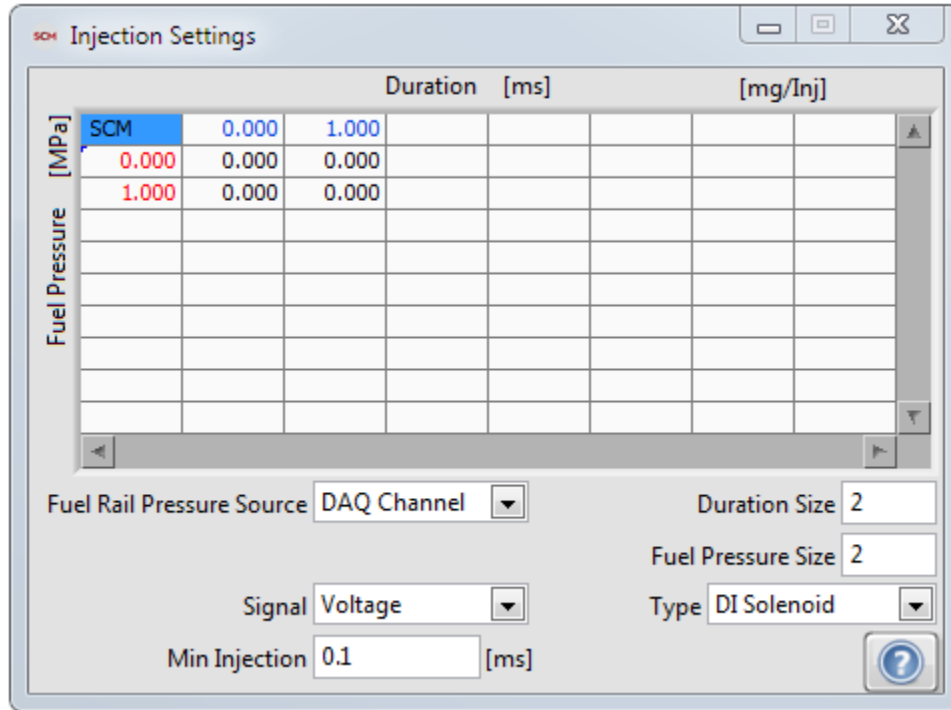 SCM Injection Settings
Duration [ms] [mg/Inj]
Fuel Pressure [MPa]
SCM 0.000 1.000
0.000 0.000 0.000
1.000 0.000 0.000
Fuel Rail Pressure Source DAQ Channel Duration Size 2
Fuel Pressure Size 2
Signal Voltage Type DI Solenoid
Min Injection 0.1 [ms]
?